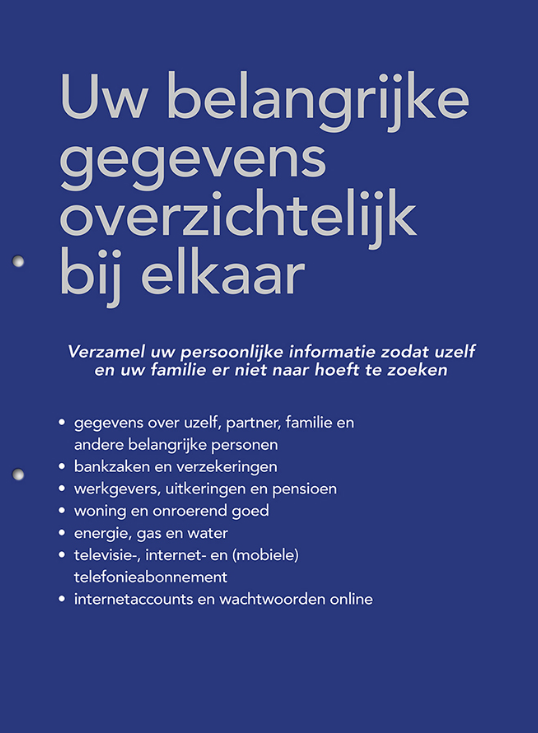 Uw belangrijke
gegevens
overzichtelijk
bij elkaar
Verzamel uw persoonlijke informatie zodat uzelf
en uw familie er niet naar hoeft te zoeken
• gegevens over uzelf, partner, familie en
andere belangrijke personen
• bankzaken en verzekeringen
• werkgevers, uitkeringen en pensioen
• woning en onroerend goed
• energie, gas en water
• televisie-, internet- en (mobiele)
telefonieabonnement
• internetaccounts en wachtwoorden online